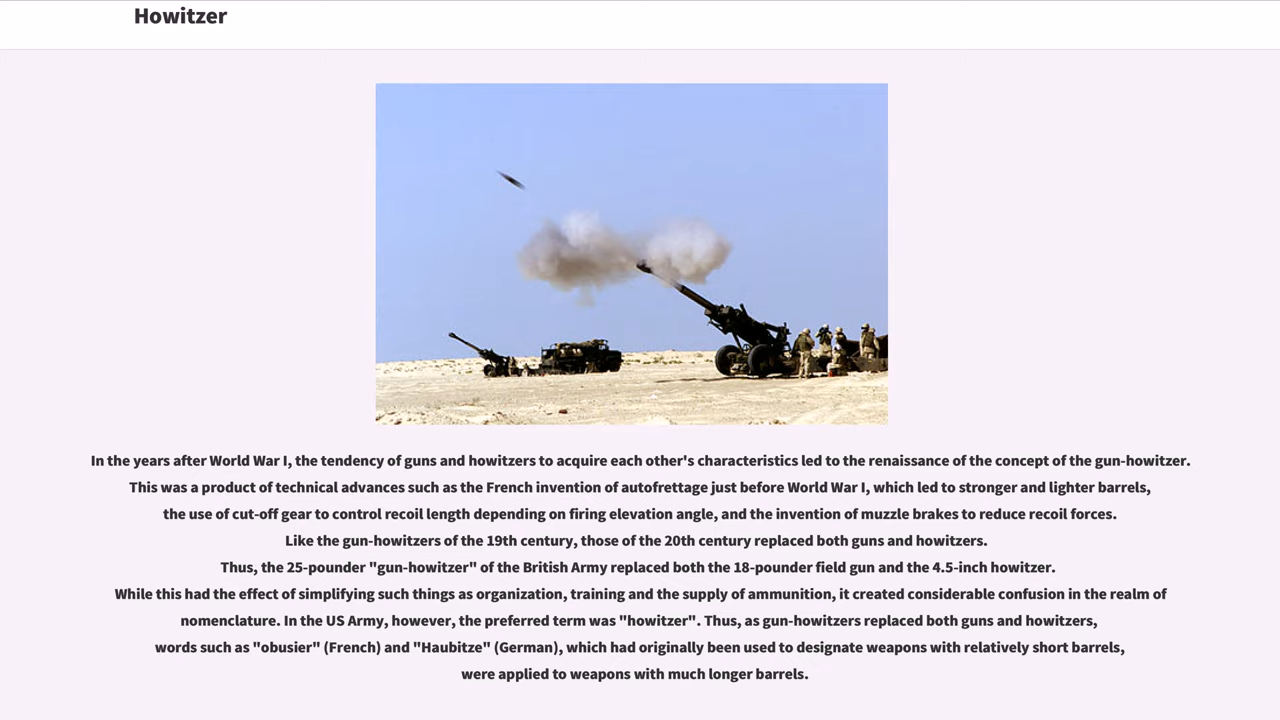 Howitzer
In the years after World War I, the tendency of guns and howitzers to acquire each other's characteristics led to the renaissance of the concept of the gun-howitzer.
This was a product of technical advances such as the French invention of autofrettage just before World War I, which led to stronger and lighter barrels,
the use of cut-off gear to control recoil length depending on firing elevation angle, and the invention of muzzle brakes to reduce recoil forces.
Like the gun-howitzers of the 19th century, those of the 20th century replaced both guns and howitzers.
Thus, the 25-pounder "gun-howitzer" of the British Army replaced both the 18-pounder field gun and the 4.5-inch howitzer.
While this had the effect of simplifying such things as organization, training and the supply of ammunition, it created considerable confusion in the realm of
nomenclature. In the US Army, however, the preferred term was "howitzer". Thus, as gun-howitzers replaced both guns and howitzers,
words such as "obusier" (French) and "Haubitze" (German), which had originally been used to designate weapons with relatively short barrels,
were applied to weapons with much longer barrels.